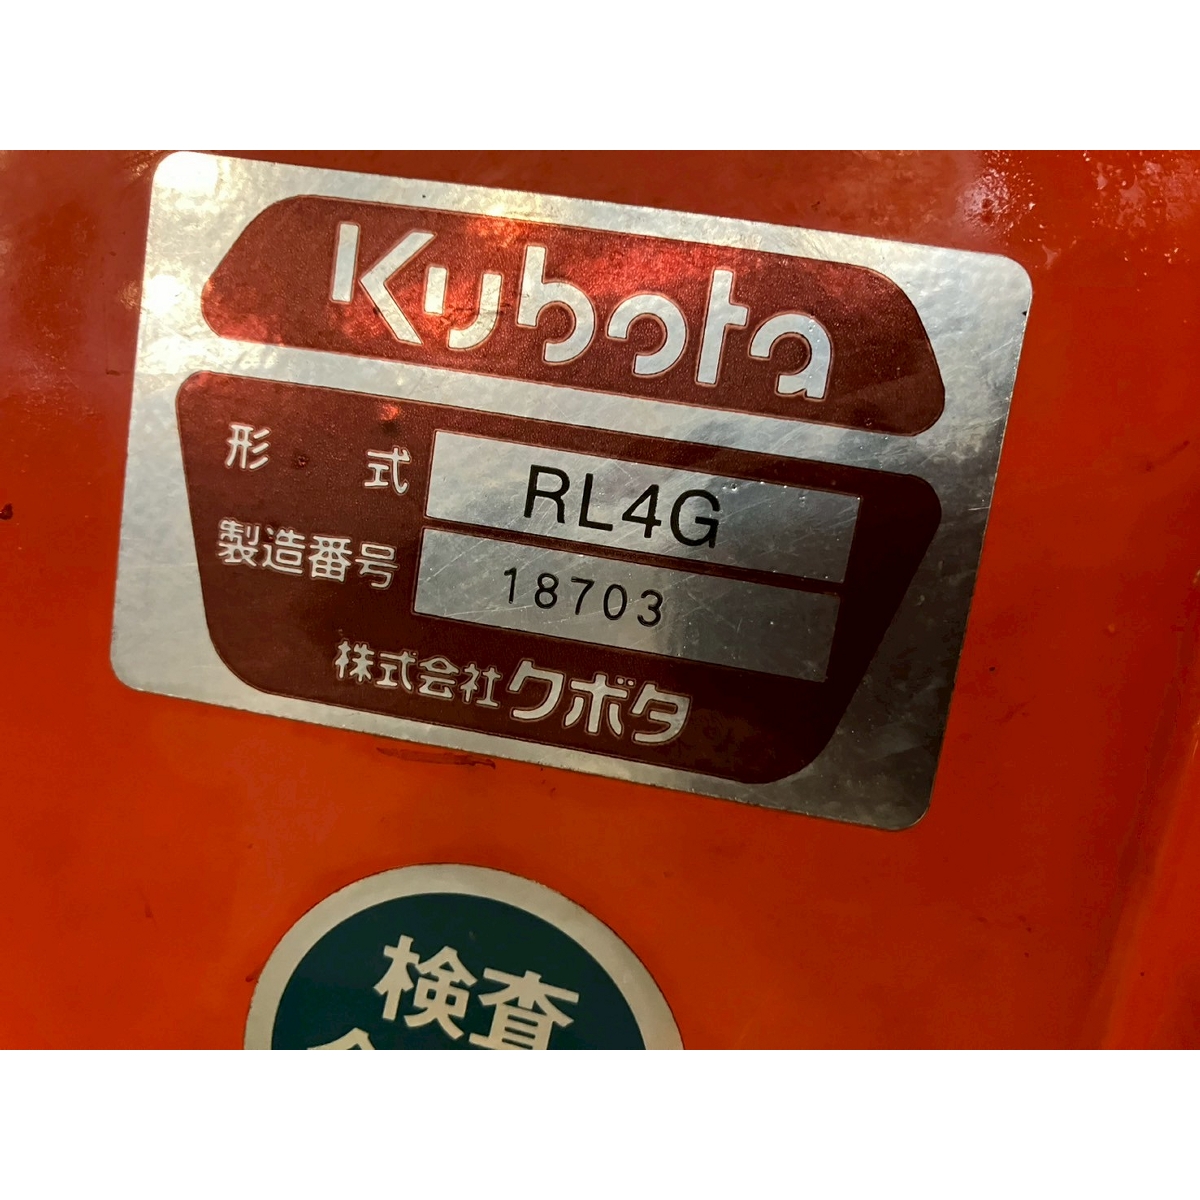 Kubota
形式 RL4G
製造番号 18703
株式会社クボタ
検査